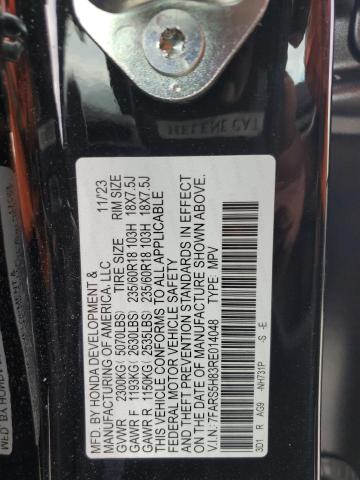 MFD. BY HONDA DEVELOPMENT & 11/23
MANUFACTURING OF AMERICA, LLC
TIRE SIZE RIM SIZE
GVWR 2300KG( 5070LBS)
GAWR F 1193KG( 2630LBS) 235/60R18 103H 18X7.5J
GAWR R 1150KG( 2535LBS) 235/60R18 103H 18X7.5J
THIS VEHICLE CONFORMS TO ALL APPLICABLE
FEDERAL MOTOR VEHICLE SAFETY
AND THEFT PREVENTION STANDARDS IN EFFECT
ON THE DATE OF MANUFACTURE SHOWN ABOVE.
V.I.N: 7FARS5H83RE014048 TYPE: MPV
3D1 R AG9 -NH731P -S -E